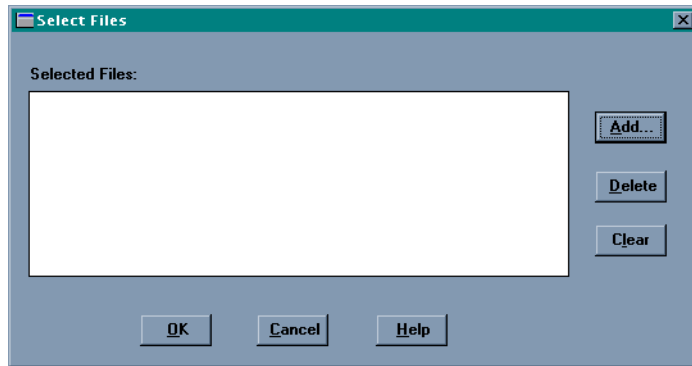 Select Files
Selected Files:
Add...
Delete
Clear
OK Cancel Help